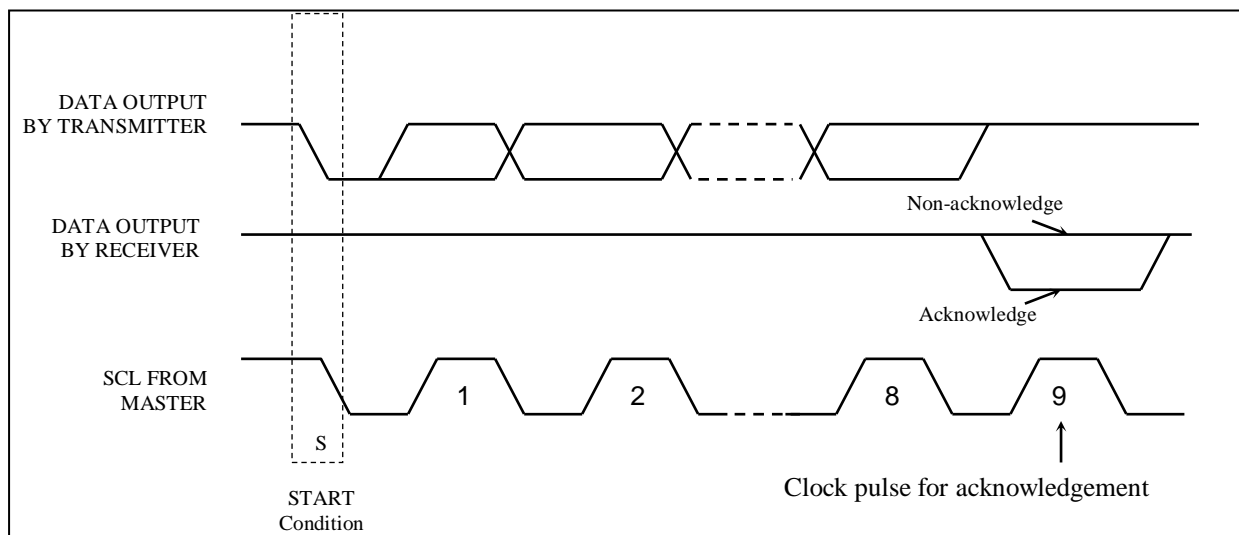 DATA OUTPUT
BY TRANSMITTER
Non-acknowledge
DATA OUTPUT
BY RECEIVER
Acknowledge
SCL FROM
MASTER
1
2
8
9
S
START
Condition
Clock pulse for acknowledgement